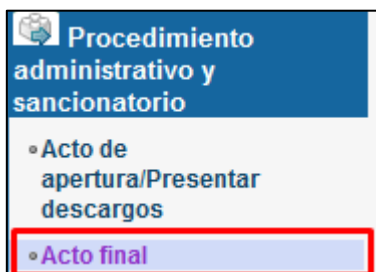 Procedimiento
administrativo y
sancionatorio
Acto de
apertura/Presentar
descargos
Acto final